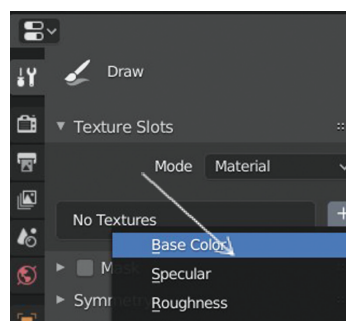 Draw
Texture Slots
Mode Material
No Textures
Base Color
Specular
Roughness